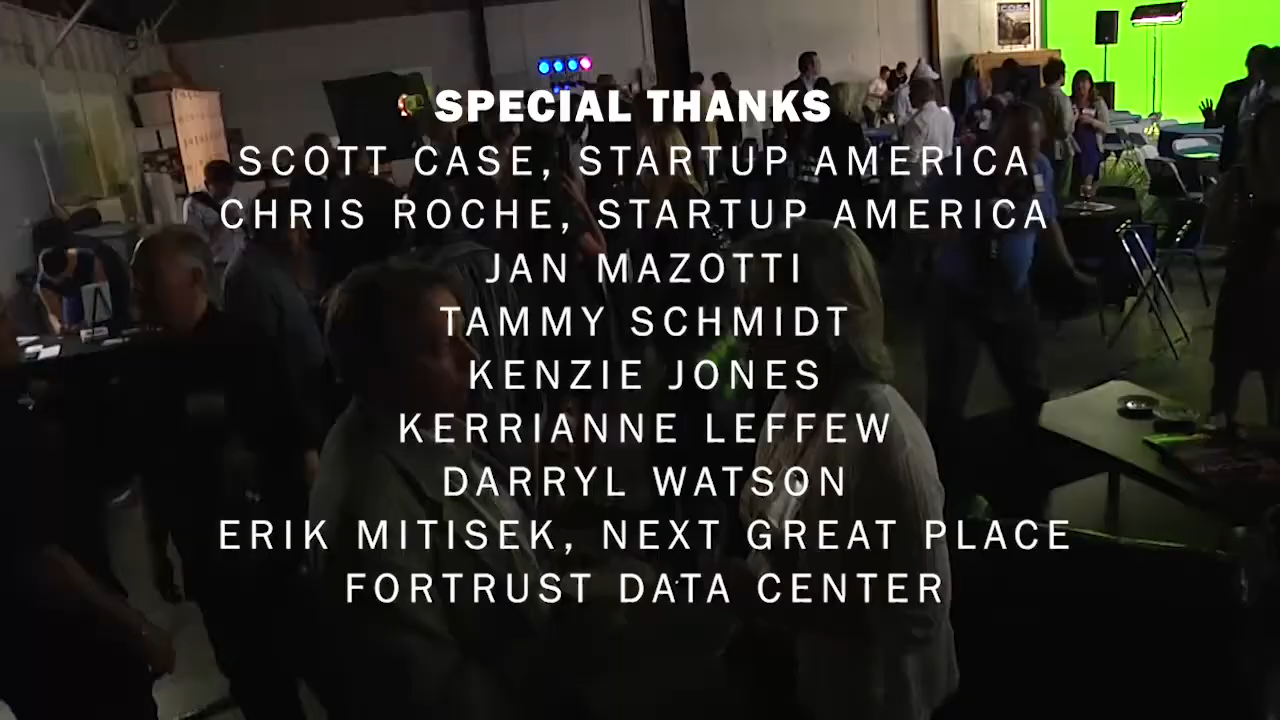 SPECIAL THANKS
SCOTT CASE, STARTUP AMERICA
CHRIS ROCHE, STARTUP AMERICA
JAN MAZOTTI
TAMMY SCHMIDT
KENZIE JONES
KERRIANNE LEFFEW
DARRYL WATSON
ERIK MITISEK, NEXT GREAT PLACE
FORTRUST DATA CENTER